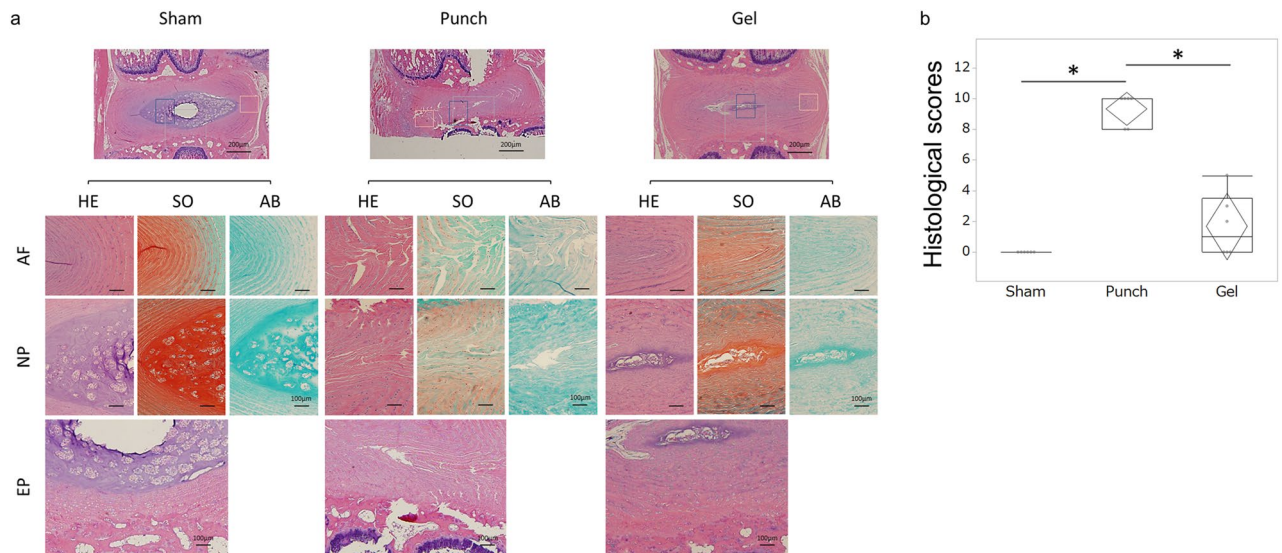 a
Sham
Punch
Gel
200μm
200μm
200μm
HE
SO
AB
HE
SO
AB
HE
SO
AB
AF
NP
100μm
100μm
100μm
EP
100μm
100μm
100μm
b
Histological scores
*
*
12
10
8
6
4
2
0
Sham
Punch
Gel